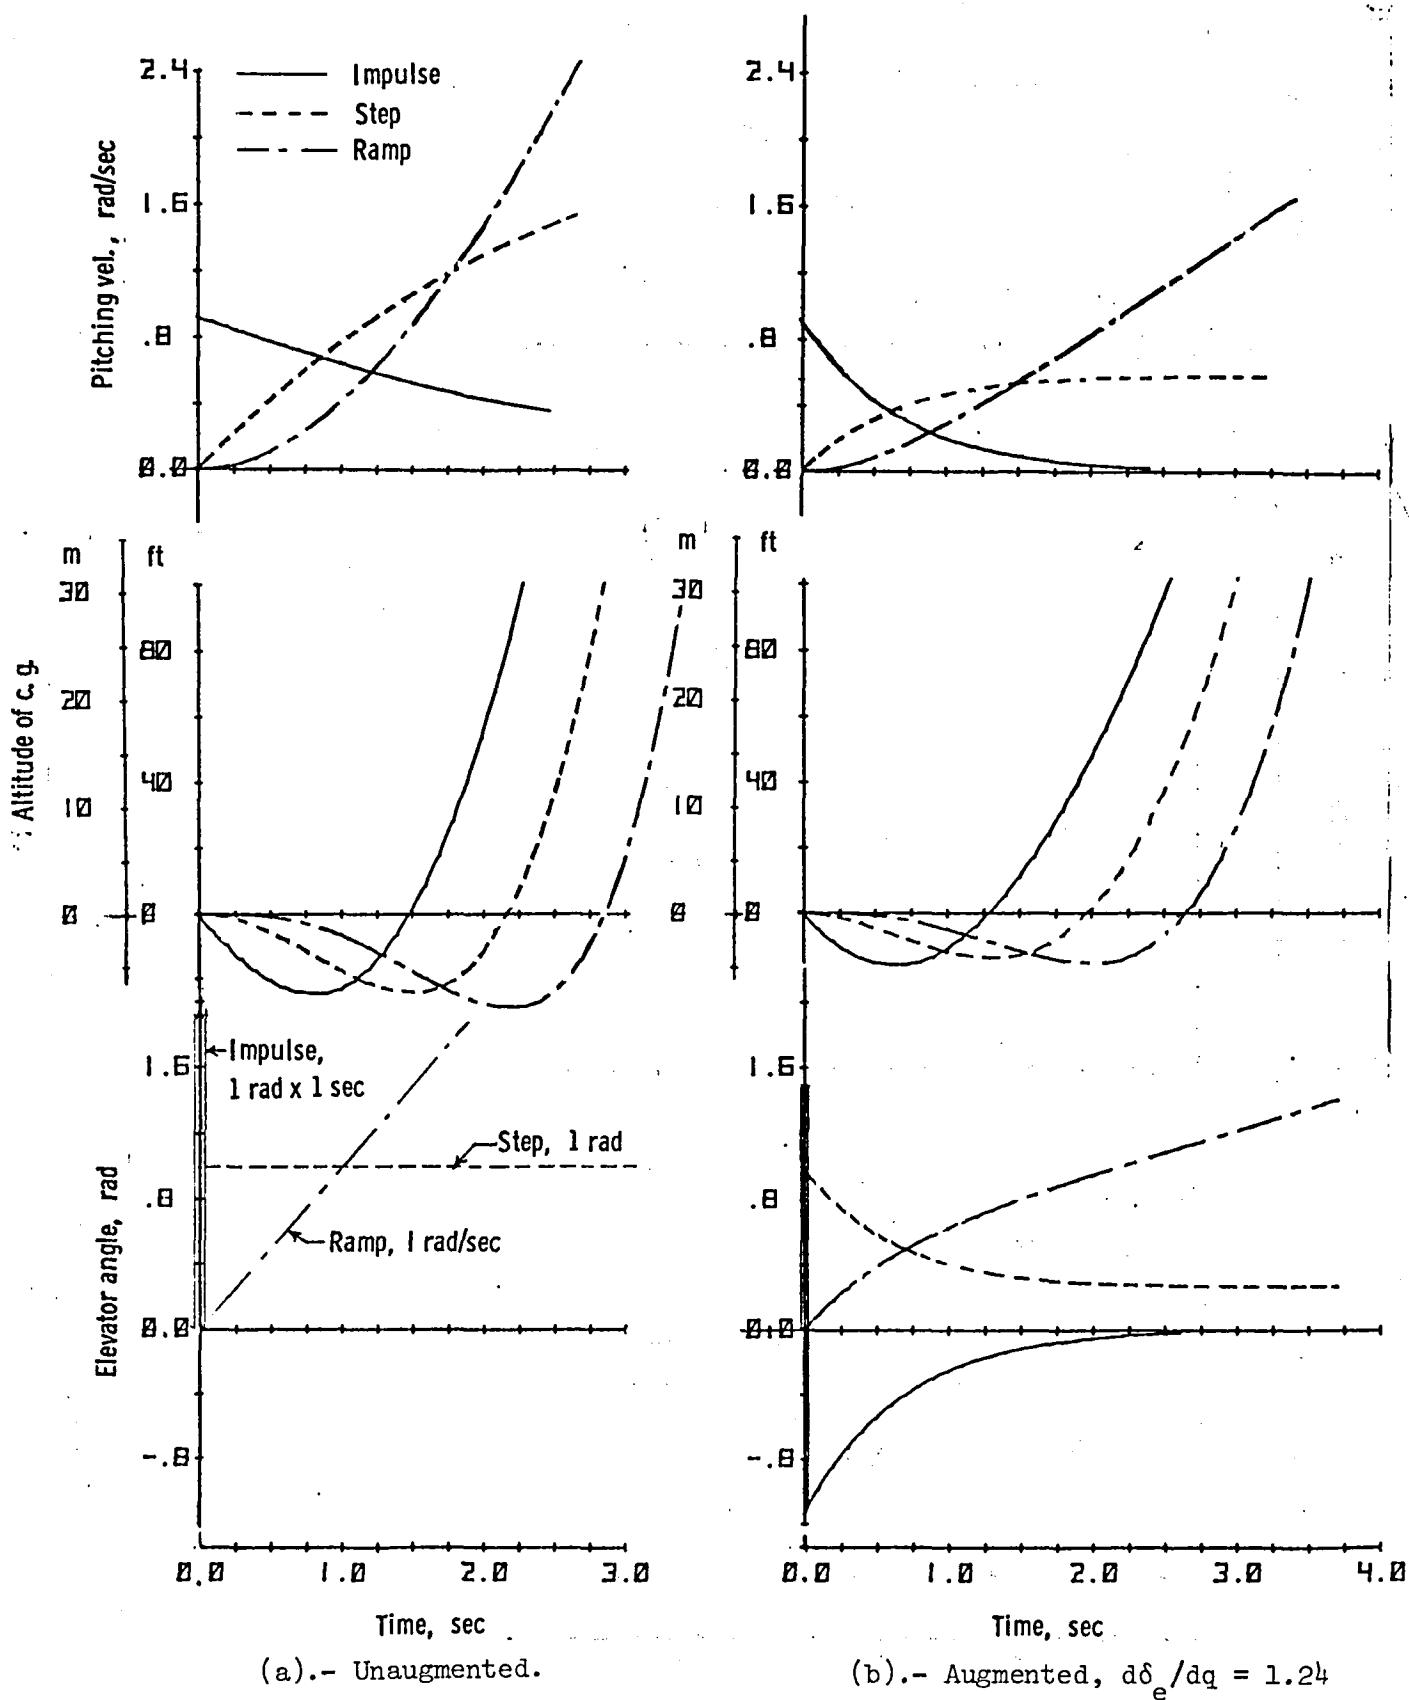 2.4
Impulse
Step
Ramp
1.6
.8
0.0
Pitching vel., rad/sec
2.4
1.6
.8
0.0
m ft
30
80
20
40
10
0 0
Altitude of c. g.
m ft
30
80
20
40
10
0 0
Impulse,
1 rad x 1 sec
1.6
Step, 1 rad
.8
Ramp, 1 rad/sec
0.0
-.8
Elevator angle, rad
0.0 1.0 2.0 3.0
Time, sec
(a).- Unaugmented.
1.6
.8
0.0
-.8
0.0 1.0 2.0 3.0 4.0
Time, sec
(b).- Augmented, dδe/dq = 1.24